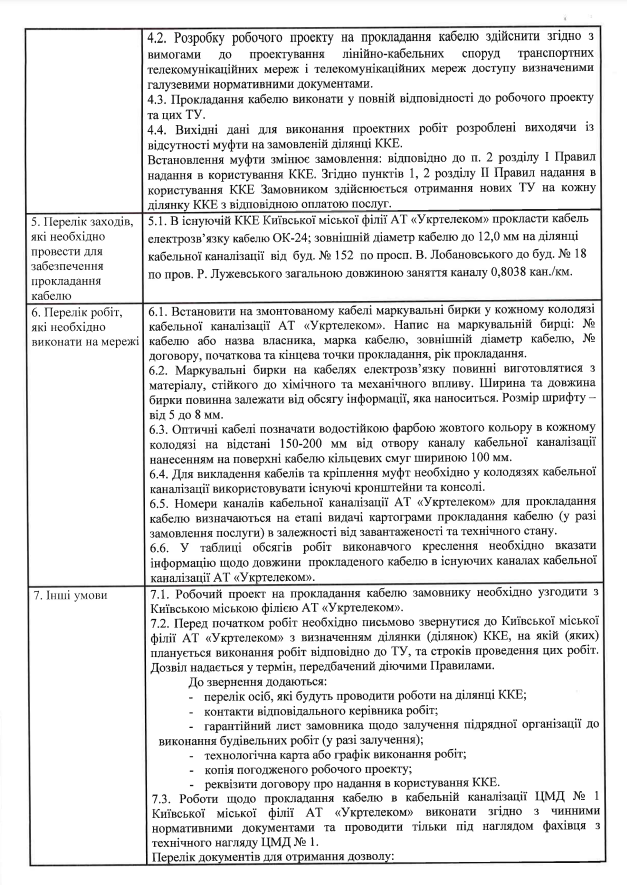 4.2. Розробку робочого проекту на прокладання кабелю здійснити згідно з
вимогами до проектування лінійно-кабельних споруд транспортних
телекомунікаційних мереж і телекомунікаційних мереж доступу визначеними
галузевими нормативними документами.
4.3. Прокладання кабелю виконати у повній відповідності до робочого проекту
та цих ТУ.
4.4. Вихідні дані для виконання проектних робіт розроблені виходячи із
відсутності муфти на замовленій ділянці ККЕ.
Встановлення муфти змінює замовлення: відповідно до п. 2 розділу І Правил
надання в користування ККЕ. Згідно пунктів 1, 2 розділу ІІ Правил надання в
користування ККЕ Замовником здійснюється отримання нових ТУ на кожну
ділянку ККЕ з відповідною оплатою послуг.
5. Перелік заходів,
які необхідно
провести для
забезпечення
прокладання
кабелю
5.1. В існуючій ККЕ Київської міської філії АТ «Укртелеком» прокласти кабель
електрозв’язку кабелю ОК-24; зовнішній діаметр кабелю до 12,0 мм на ділянці
кабельної каналізації від буд. № 152 по просп. В. Лобановського до буд. № 18
по пров. Р. Лужевського загальною довжиною заняття каналу 0,8038 кан./км.
6. Перелік робіт,
які необхідно
виконати на мережі
6.1. Встановити на змонтованому кабелі маркувальні бирки у кожному колодязі
кабельної каналізації АТ «Укртелеком». Напис на маркувальній бирці: №
кабелю або назва власника, марка кабелю, зовнішній діаметр кабелю, №
договору, початкова та кінцева точки прокладання, рік прокладання.
6.2. Маркувальні бирки на кабелях електрозв’язку повинні виготовлятися з
матеріалу, стійкого до хімічного та механічного впливу. Ширина та довжина
бирки повинна залежати від обсягу інформації, яка наноситься. Розмір шрифту –
від 5 до 8 мм.
6.3. Оптичні кабелі позначати водостійкою фарбою жовтого кольору в кожному
колодязі на відстані 150-200 мм від отвору каналу кабельної каналізації
нанесенням на поверхні кабелю кільцевих смуг шириною 100 мм.
6.4. Для викладення кабелів та кріплення муфт необхідно у колодязях кабельної
каналізації використовувати існуючі кронштейни та консолі.
6.5. Номери каналів кабельної каналізації АТ «Укртелеком» для прокладання
кабелю визначаються на етапі видачі картограми прокладання кабелю (у разі
замовлення послуги) в залежності від завантаженості та технічного стану.
6.6. У таблиці обсягів робіт виконавчого креслення необхідно вказати
інформацію щодо довжини прокладеного кабелю в існуючих каналах кабельної
каналізації АТ «Укртелеком».
7. Інші умови
7.1. Робочий проект на прокладання кабелю замовнику необхідно узгодити з
Київською міською філією АТ «Укртелеком».
7.2. Перед початком робіт необхідно письмово звернутися до Київської міської
філії АТ «Укртелеком» з визначенням ділянки (ділянок) ККЕ, на якій (яких)
планується виконання робіт відповідно до ТУ, та строків проведення цих робіт.
Дозвіл надається у термін, передбачений діючими Правилами.
До звернення додаються:
- перелік осіб, які будуть проводити роботи на ділянці ККЕ;
- контакти відповідального керівника робіт;
- гарантійний лист замовника щодо залучення підрядної організації до
виконання будівельних робіт (у разі залучення);
- технологічна карта або графік виконання робіт;
- копія погодженого робочого проекту;
- реквізити договору про надання в користування ККЕ.
7.3. Роботи щодо прокладання кабелю в кабельній каналізації ЦМД № 1
Київської міської філії АТ «Укртелеком» виконати згідно з чинними
нормативними документами та проводити тільки під наглядом фахівця з
технічного нагляду ЦМД № 1.
Перелік документів для отримання дозволу: